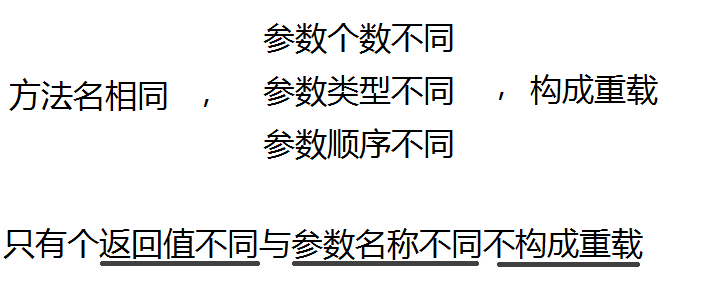 参数个数不同
方法名相同 , 参数类型不同 , 构成重载
参数顺序不同
只有个返回值不同与参数名称不同不构成重载